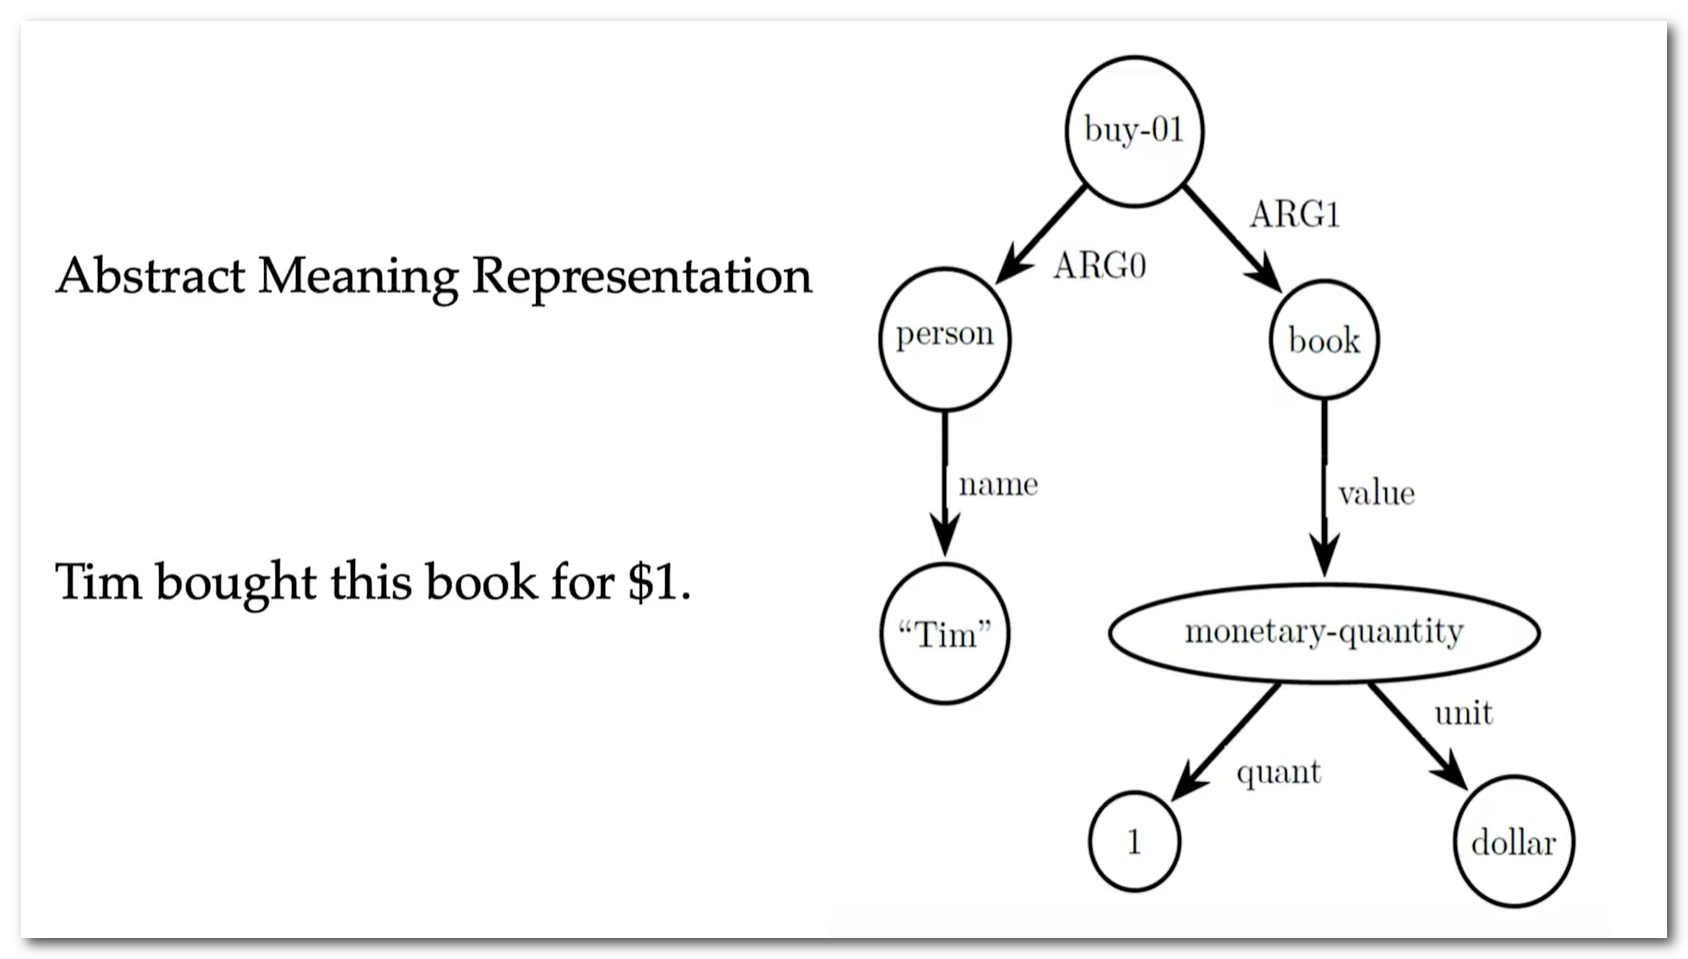 Abstract Meaning Representation
Tim bought this book for $1.
buy-01
ARG0
ARG1
person
book
name
value
“Tim”
monetary-quantity
quant
unit
1
dollar